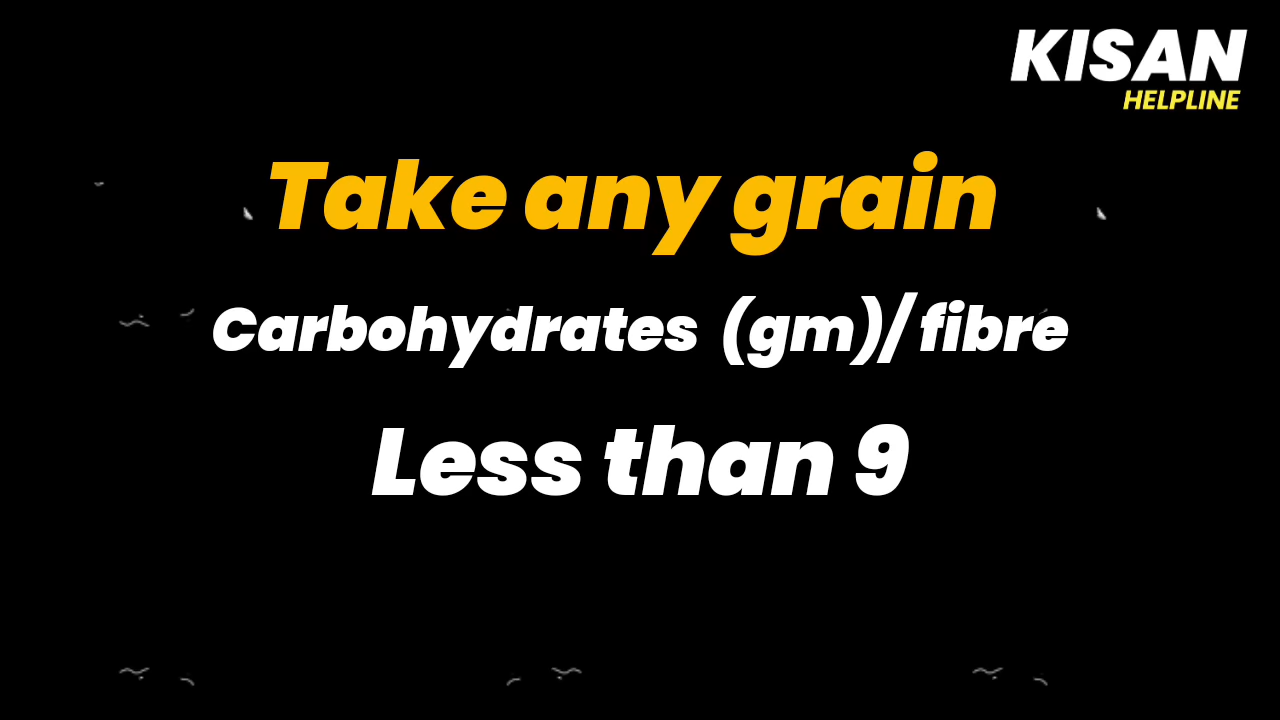 KISAN
HELPLINE
Take any grain
Carbohydrates (gm)/fibre
Less than 9